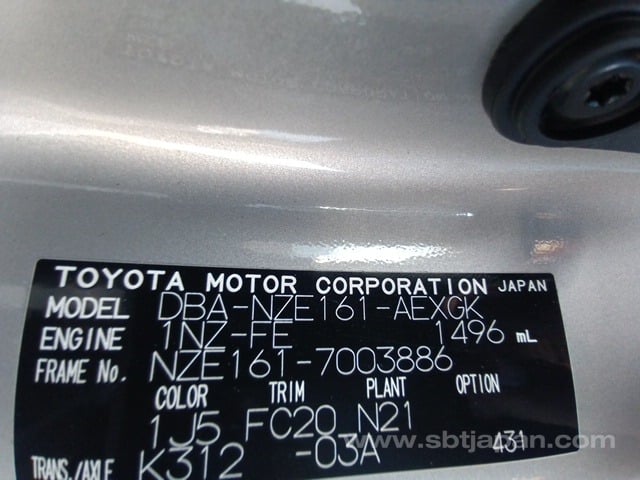 TOYOTA MOTOR CORPORATION JAPAN
MODEL DBA-NZE161-AEXGK
ENGINE 1NZ-FE 1496 mL
FRAME No. NZE161-7003886
COLOR TRIM PLANT OPTION
1J5 FC20 N21
TRANS./AXLE K312 -03A 431
www.sbtjapan.com